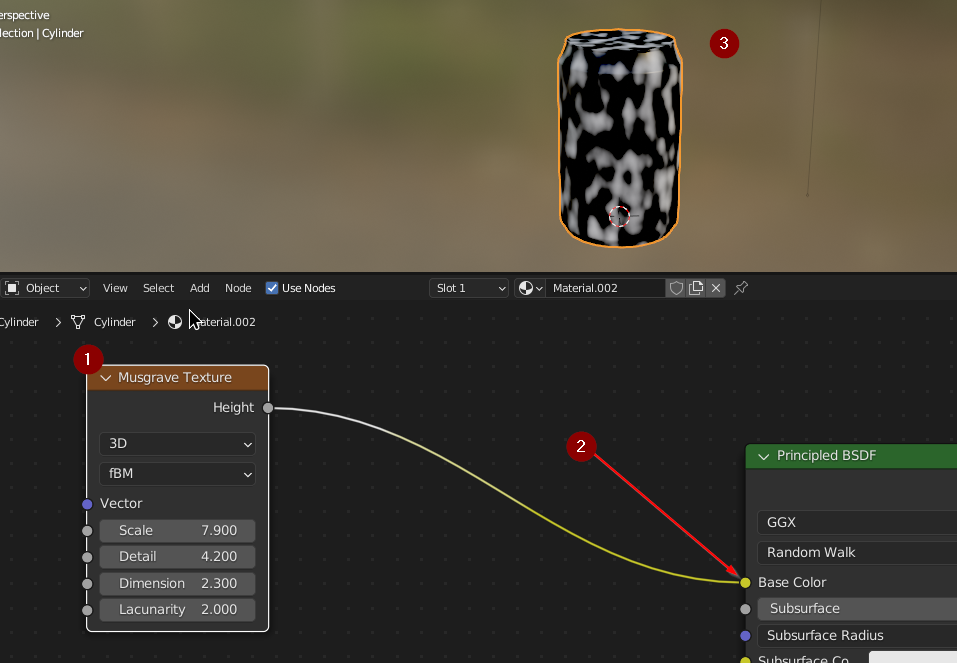 erspective
lection | Cylinder
3
Object View Select Add Node Use Nodes Slot 1 Material.002
Cylinder > Cylinder > aterial.002
1
Musgrave Texture
Height
3D
fBM
Vector
Scale 7.900
Detail 4.200
Dimension 2.300
Lacunarity 2.000
2
Principled BSDF
GGX
Random Walk
Base Color
Subsurface
Subsurface Radius
Subsurface Co